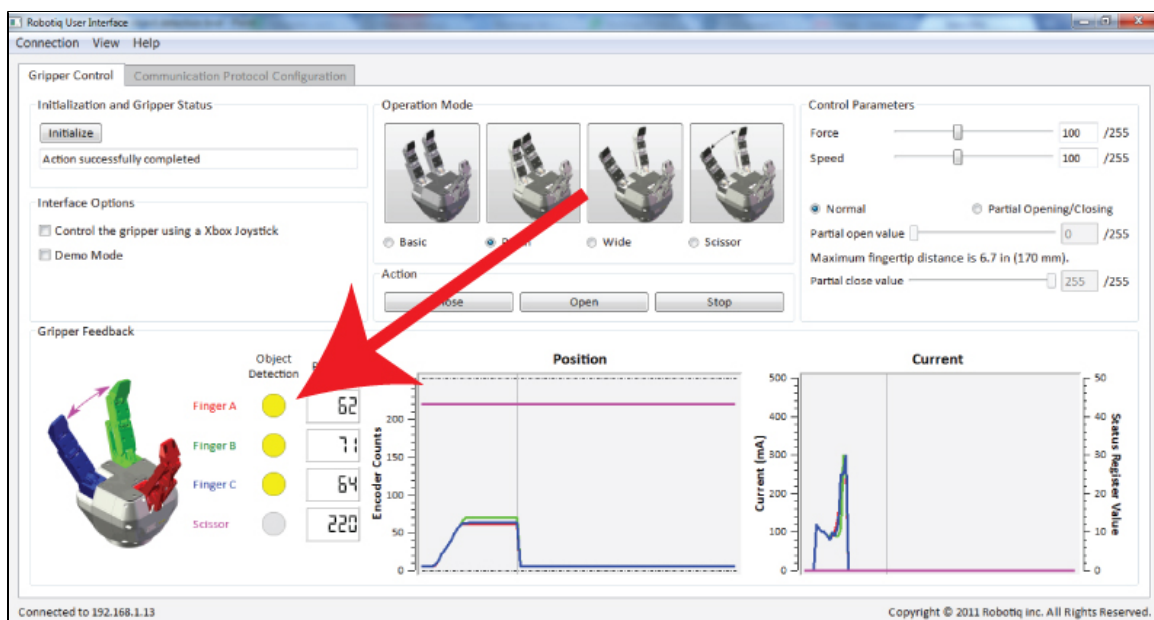 Robotiq User Interface
Connection View Help
Gripper Control
Communication Protocol Configuration
Initialization and Gripper Status
Initialize
Action successfully completed
Interface Options
Control the gripper using a Xbox Joystick
Demo Mode
Operation Mode
Basic
Wide
Scissor
Action
Open
Stop
Control Parameters
Force 100 /255
Speed 100 /255
Normal
Partial Opening/Closing
Partial open value 0 /255
Maximum fingertip distance is 6.7 in (170 mm).
Partial close value 255 /255
Gripper Feedback
Object
Detection
Finger A 62
Finger B 71
Finger C 64
Scissor 220
Position
Encoder Counts
200
150
100
50
0
Current
Current (mA)
500
400
300
200
100
0
50
40
30
20
10
0
Status Register Value
Connected to 192.168.1.13
Copyright © 2011 Robotiq inc. All Rights Reserved.